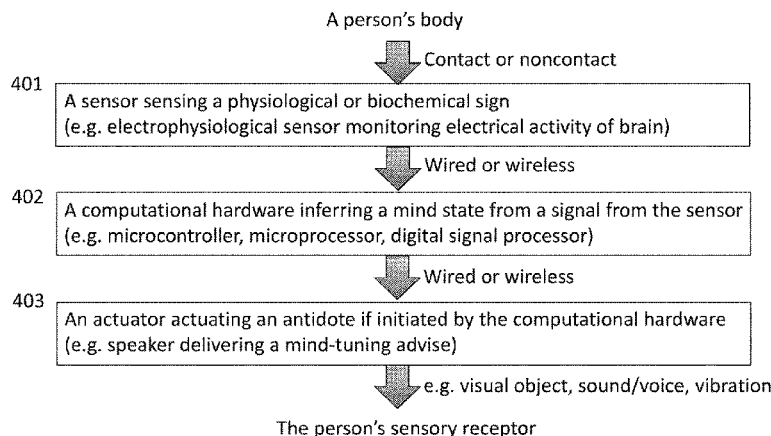 A person's body
Contact or noncontact
401
A sensor sensing a physiological or biochemical sign
(e.g. electrophysiological sensor monitoring electrical activity of brain)
Wired or wireless
402
A computational hardware inferring a mind state from a signal from the sensor
(e.g. microcontroller, microprocessor, digital signal processor)
Wired or wireless
403
An actuator actuating an antidote if initiated by the computational hardware
(e.g. speaker delivering a mind-tuning advise)
e.g. visual object, sound/voice, vibration
The person's sensory receptor